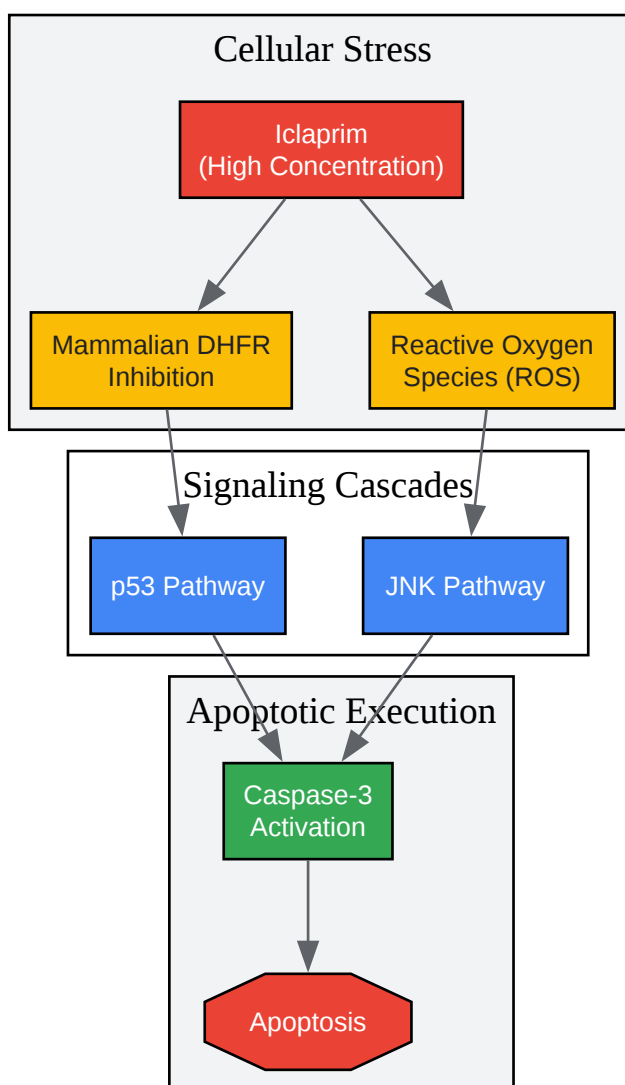 Cellular Stress
Iclaprim
(High Concentration)
Mammalian DHFR
Inhibition
Reactive Oxygen
Species (ROS)
Signaling Cascades
p53 Pathway
JNK Pathway
Apoptotic Execution
Caspase-3
Activation
Apoptosis